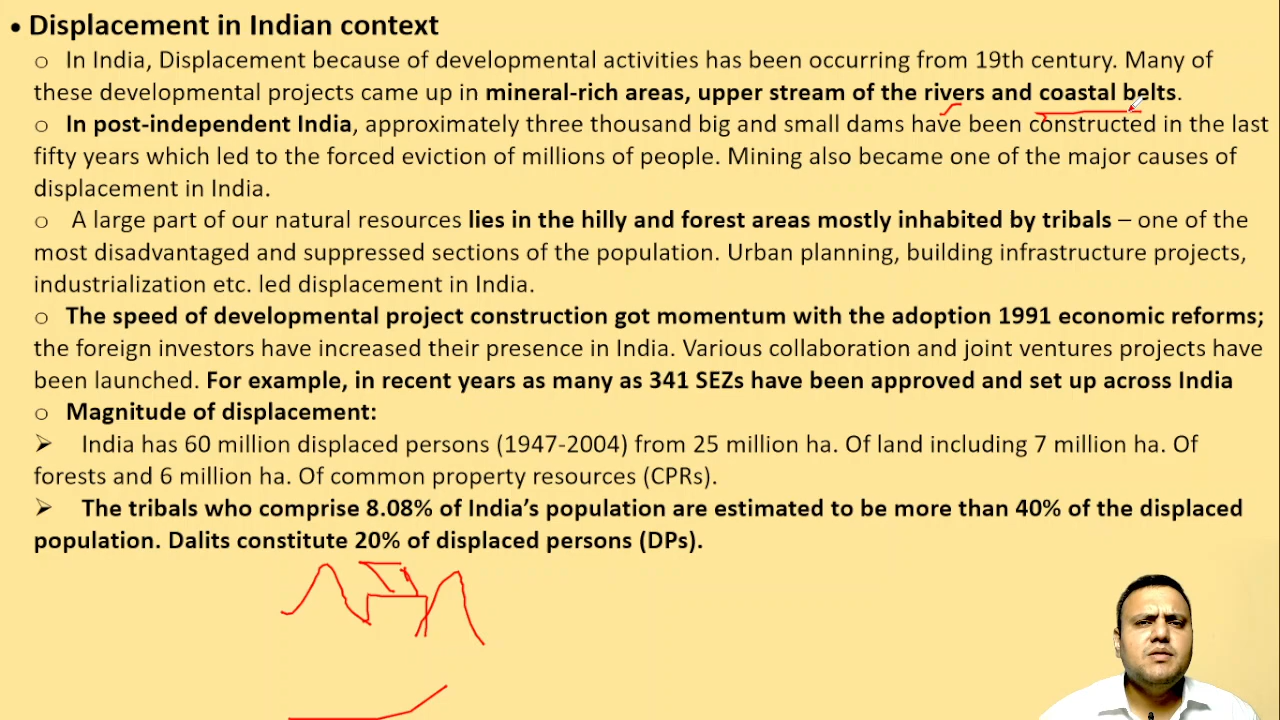 • Displacement in Indian context
o In India, Displacement because of developmental activities has been occurring from 19th century. Many of
these developmental projects came up in mineral-rich areas, upper stream of the rivers and coastal belts.
o In post-independent India, approximately three thousand big and small dams have been constructed in the last
fifty years which led to the forced eviction of millions of people. Mining also became one of the major causes of
displacement in India.
o A large part of our natural resources lies in the hilly and forest areas mostly inhabited by tribals – one of the
most disadvantaged and suppressed sections of the population. Urban planning, building infrastructure projects,
industrialization etc. led displacement in India.
o The speed of developmental project construction got momentum with the adoption 1991 economic reforms;
the foreign investors have increased their presence in India. Various collaboration and joint ventures projects have
been launched. For example, in recent years as many as 341 SEZs have been approved and set up across India
o Magnitude of displacement:
➢ India has 60 million displaced persons (1947-2004) from 25 million ha. Of land including 7 million ha. Of
forests and 6 million ha. Of common property resources (CPRs).
➢ The tribals who comprise 8.08% of India’s population are estimated to be more than 40% of the displaced
population. Dalits constitute 20% of displaced persons (DPs).